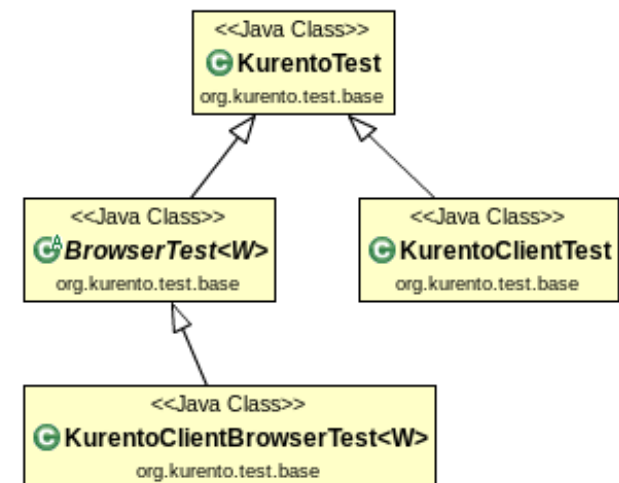 <<Java Class>>
KurentoTest
org.kurento.test.base
<<Java Class>>
BrowserTest<W>
org.kurento.test.base
<<Java Class>>
KurentoClientTest
org.kurento.test.base
<<Java Class>>
KurentoClientBrowserTest<W>
org.kurento.test.base